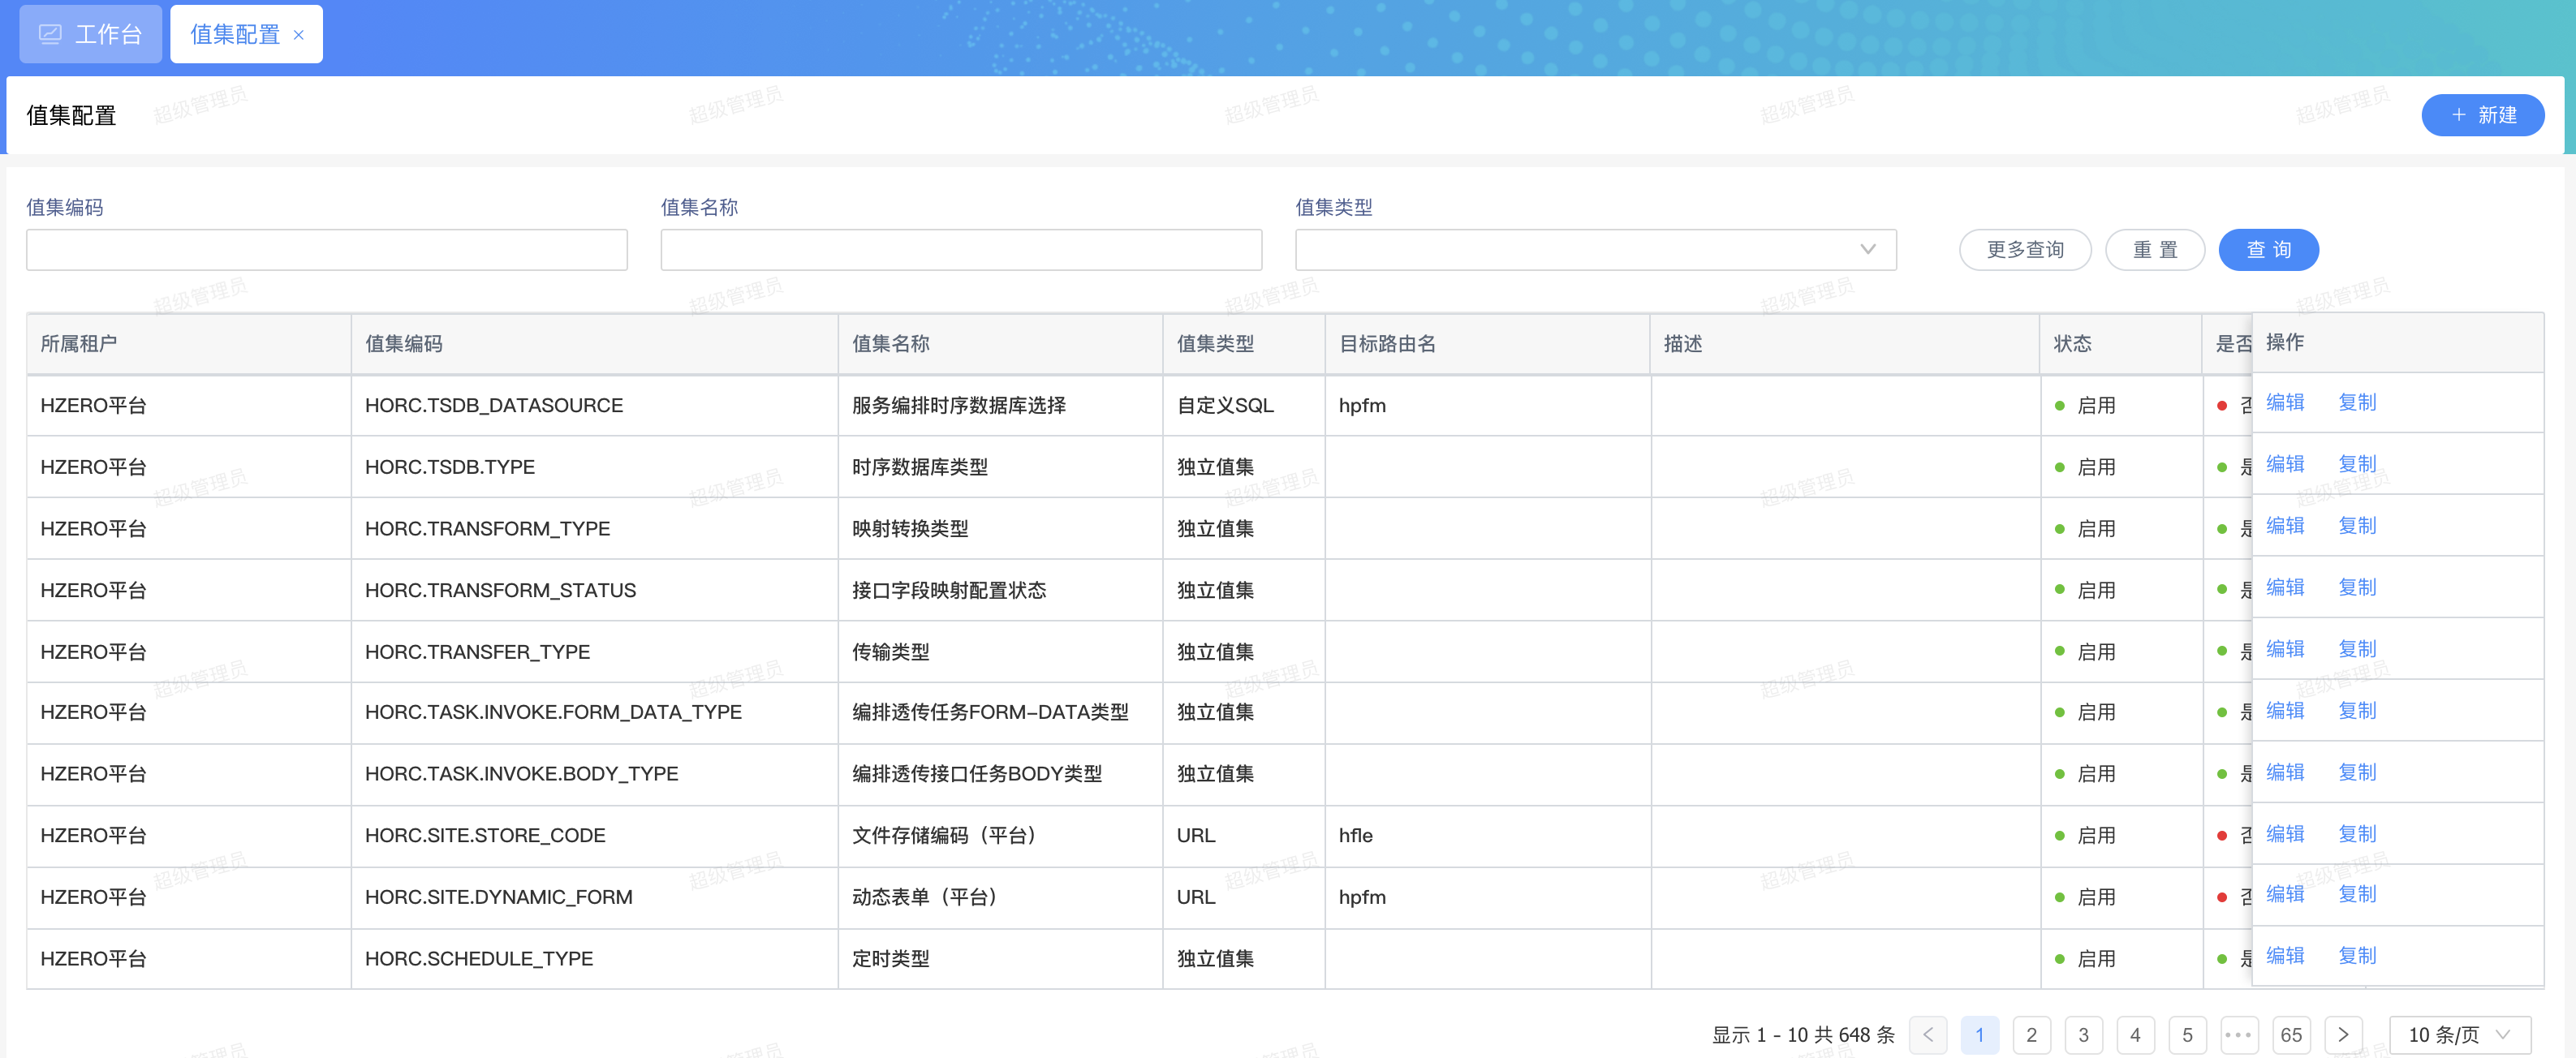 工作台 值集配置 ×
值集配置 + 新建
值集编码 值集名称 值集类型
更多查询 重 置 查 询
所属租户 值集编码 值集名称 值集类型 目标路由名 描述 状态 是否 操作
HZERO平台 HORC.TSDB_DATASOURCE 服务编排时序数据库选择 自定义SQL hpfm 启用 否 编辑 复制
HZERO平台 HORC.TSDB.TYPE 时序数据库类型 独立值集 启用 是 编辑 复制
HZERO平台 HORC.TRANSFORM_TYPE 映射转换类型 独立值集 启用 是 编辑 复制
HZERO平台 HORC.TRANSFORM_STATUS 接口字段映射配置状态 独立值集 启用 是 编辑 复制
HZERO平台 HORC.TRANSFER_TYPE 传输类型 独立值集 启用 是 编辑 复制
HZERO平台 HORC.TASK.INVOKE.FORM_DATA_TYPE 编排透传任务FORM-DATA类型 独立值集 启用 是 编辑 复制
HZERO平台 HORC.TASK.INVOKE.BODY_TYPE 编排透传接口任务BODY类型 独立值集 启用 是 编辑 复制
HZERO平台 HORC.SITE.STORE_CODE 文件存储编码（平台） URL hfle 启用 否 编辑 复制
HZERO平台 HORC.SITE.DYNAMIC_FORM 动态表单（平台） URL hpfm 启用 否 编辑 复制
HZERO平台 HORC.SCHEDULE_TYPE 定时类型 独立值集 启用 是 编辑 复制
显示 1 - 10 共 648 条 < 1 2 3 4 5 ••• 65 > 10 条/页
超级管理员